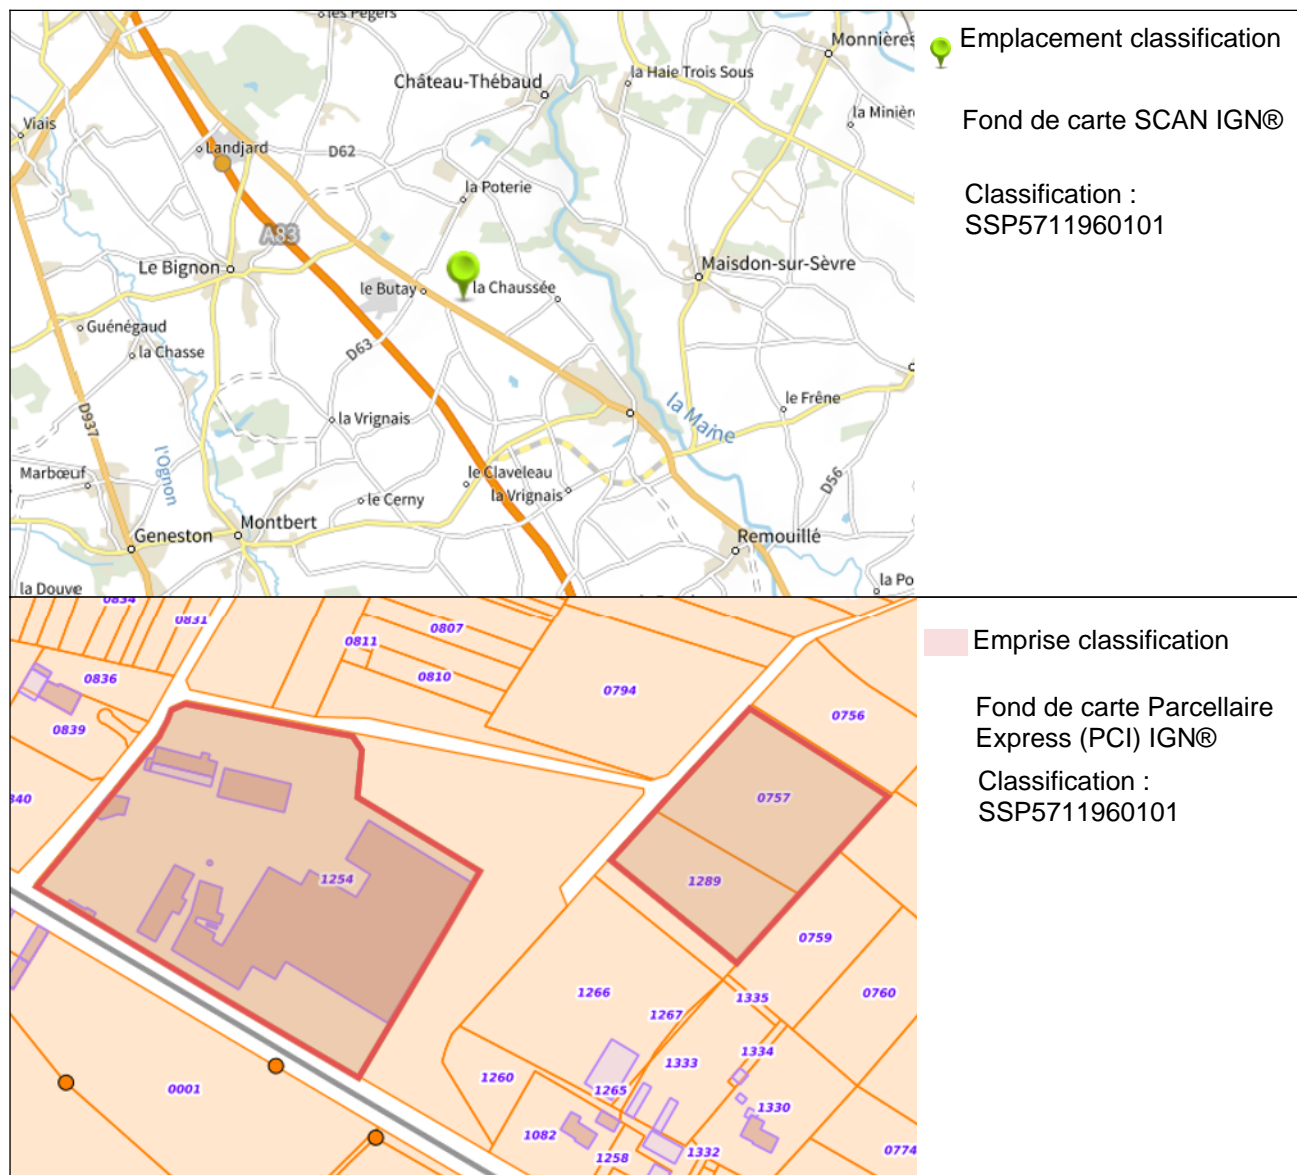 les Pégers
Monnières
Château-Thébaud
la Haie Trois Sous
la Minièr
Viais
Landjard
D62
la Poterie
A83
Maisdon-sur-Sèvre
Le Bignon
le Butay
la Chaussée
Guénégaud
la Chasse
D63
D937
la Vrignais
le Frêne
la Maine
l'Ognon
Marbœuf
le Claveleau
la Vrignais
le Cerny
D56
Geneston
Montbert
Remouillé
la Douve
la Po
Emplacement classification
Fond de carte SCAN IGN®
Classification :
SSP5711960101
0834
0831
0811
0807
0810
0836
0794
0839
0756
840
0757
1254
1289
0759
0760
1266
1335
1267
1334
1333
0001
1260
1265
1330
1082
1258
1332
0774
Emprise classification
Fond de carte Parcellaire
Express (PCI) IGN®
Classification :
SSP5711960101